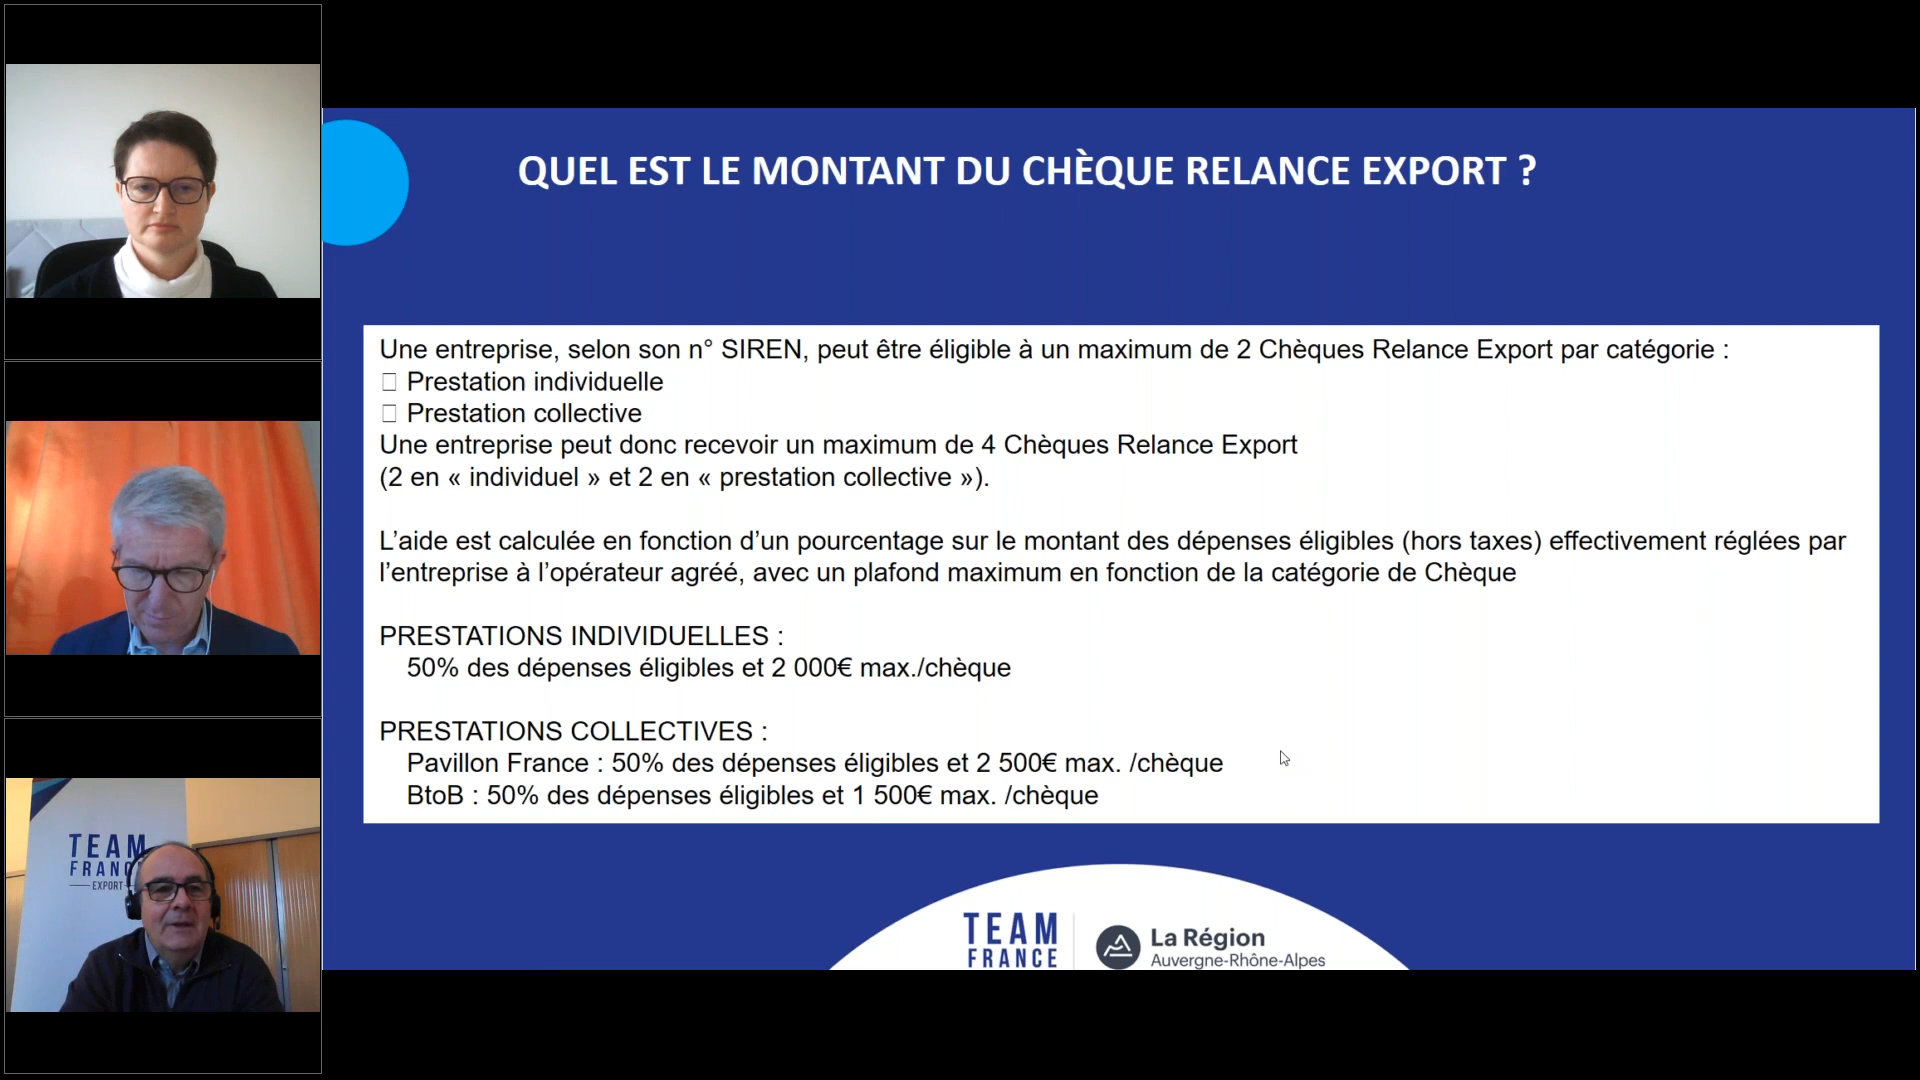 QUEL EST LE MONTANT DU CHÈQUE RELANCE EXPORT ?
Une entreprise, selon son n° SIREN, peut être éligible à un maximum de 2 Chèques Relance Export par catégorie :
Prestation individuelle
Prestation collective
Une entreprise peut donc recevoir un maximum de 4 Chèques Relance Export
(2 en « individuel » et 2 en « prestation collective »).
L’aide est calculée en fonction d’un pourcentage sur le montant des dépenses éligibles (hors taxes) effectivement réglées par
l’entreprise à l’opérateur agréé, avec un plafond maximum en fonction de la catégorie de Chèque
PRESTATIONS INDIVIDUELLES :
50% des dépenses éligibles et 2 000€ max./chèque
PRESTATIONS COLLECTIVES :
Pavillon France : 50% des dépenses éligibles et 2 500€ max. /chèque
BtoB : 50% des dépenses éligibles et 1 500€ max. /chèque
TEAM
FRANCE
La Région
Auvergne-Rhône-Alpes
TEAM
FRANC
EXPORT